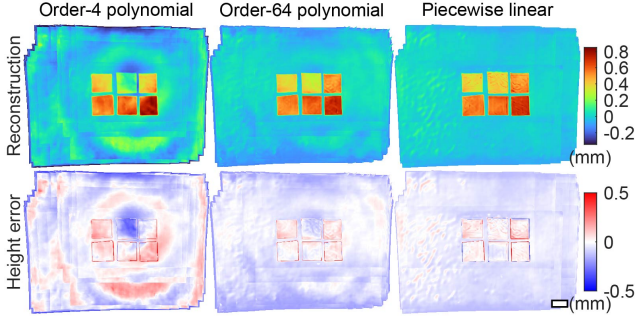 Order-4 polynomial Order-64 polynomial Piecewise linear
Reconstruction
0.8
0.6
0.4
0.2
0
-0.2
(mm)
Height error
0.5
0
-0.5
(mm)